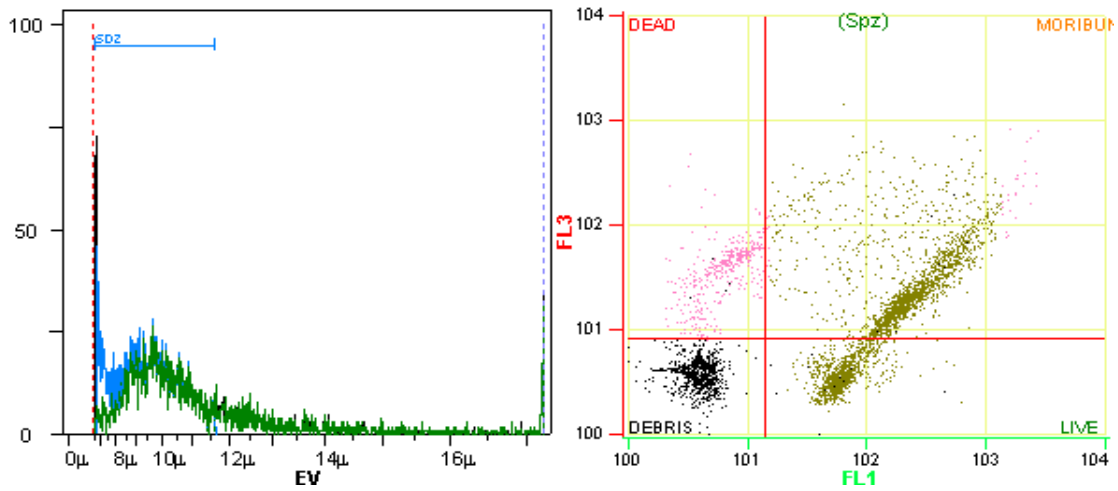 100
50
0
SDZ
0µ 8µ 10µ 12µ 14µ 16µ
EV
104
103
102
101
100
FL3
DEAD
(Spz)
MORIBUN
DEBRIS
LIVE
100 101 102 103 104
FL1